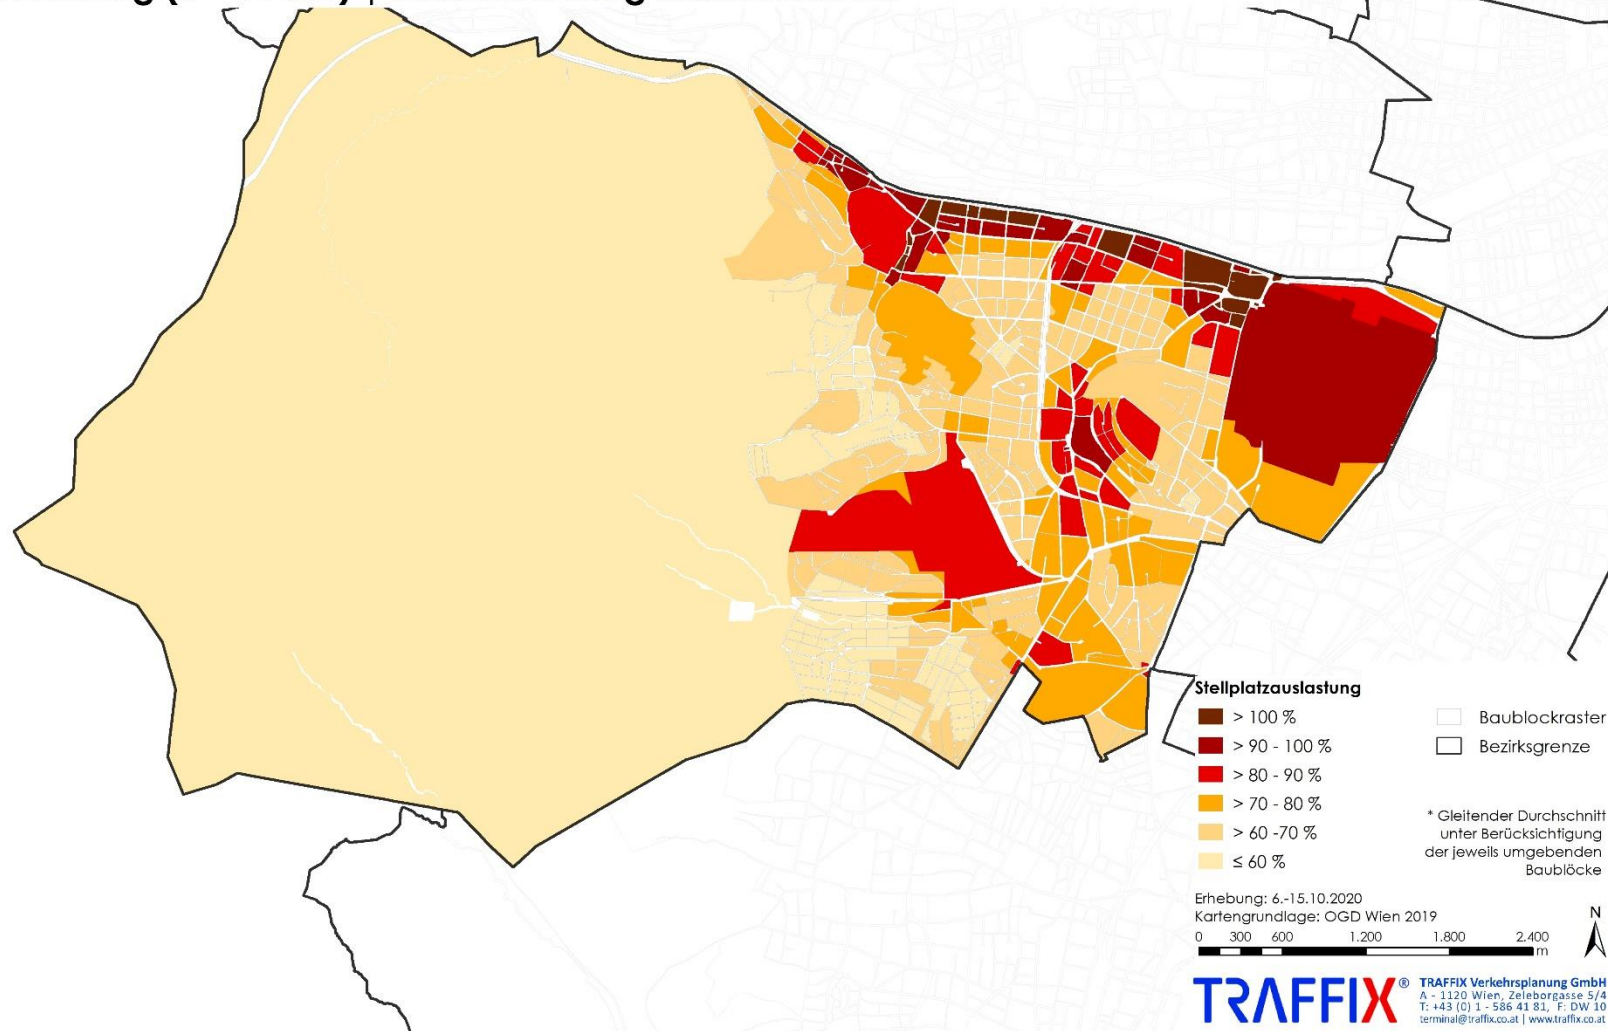 Stellplatzauslastung
> 100 %
> 90 - 100 %
> 80 - 90 %
> 70 - 80 %
> 60 -70 %
≤ 60 %
Baublockraster
Bezirksgrenze
* Gleitender Durchschnitt
unter Berücksichtigung
der jeweils umgebenden
Baublöcke
Erhebung: 6.-15.10.2020
Kartengrundlage: OGD Wien 2019
0 300 600 1.200 1.800 2.400
m
N
TRAFFIX®
TRAFFIX Verkehrsplanung GmbH
A - 1120 Wien, Zeleborgasse 5/4
T: +43 (0) 1 - 586 41 81, F: DW 10
terminal@traffix.co.at | www.traffix.co.at